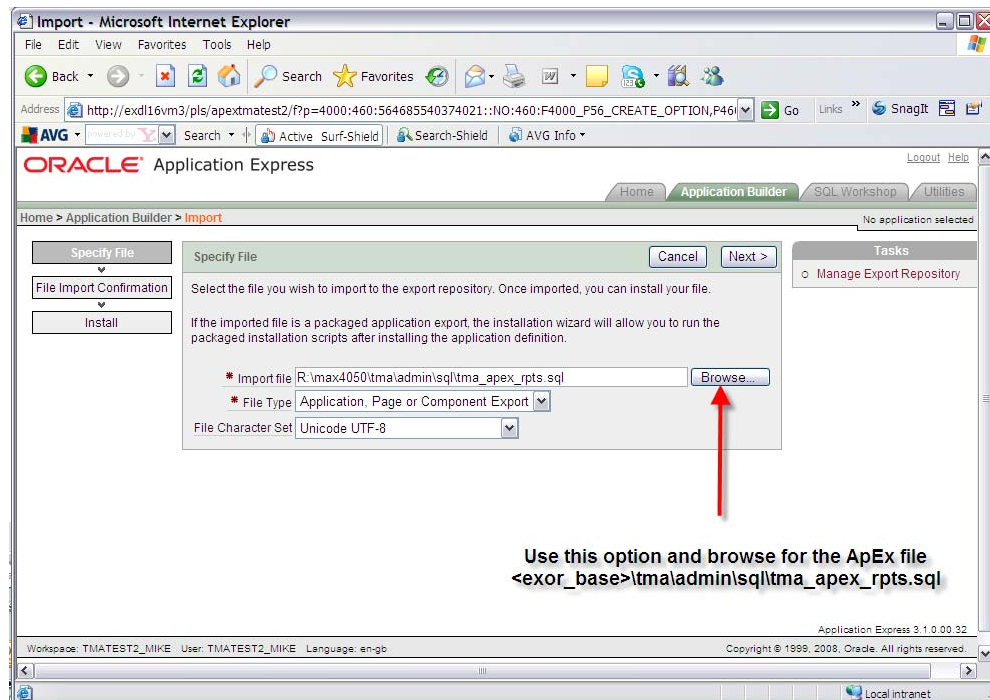 Import - Microsoft Internet Explorer
File Edit View Favorites Tools Help
Back Search Favorites
Address http://exdl16vm3/pls/apextmatest2/f?p=4000:460:564685540374021::NO:460:F4000_P56_CREATE_OPTION,P46 Go Links » SnagIt
AVG powered by Y! Search Active Surf-Shield Search-Shield AVG Info
ORACLE Application Express
Logout Help
Home Application Builder SQL Workshop Utilities
Home > Application Builder > Import
No application selected
Specify File
File Import Confirmation
Install
Specify File
Cancel Next >
Select the file you wish to import to the export repository. Once imported, you can install your file.
If the imported file is a packaged application export, the installation wizard will allow you to run the
packaged installation scripts after installing the application definition.
* Import file R:\max4050\tma\admin\sql\tma_apex_rpts.sql Browse...
* File Type Application, Page or Component Export
File Character Set Unicode UTF-8
Tasks
Manage Export Repository
Use this option and browse for the ApEx file
<exor_base>\tma\admin\sql\tma_apex_rpts.sql
Application Express 3.1.0.00.32
Workspace: TMATEST2_MIKE User: TMATEST2_MIKE Language: en-gb
Copyright © 1999, 2008, Oracle. All rights reserved.
Local intranet